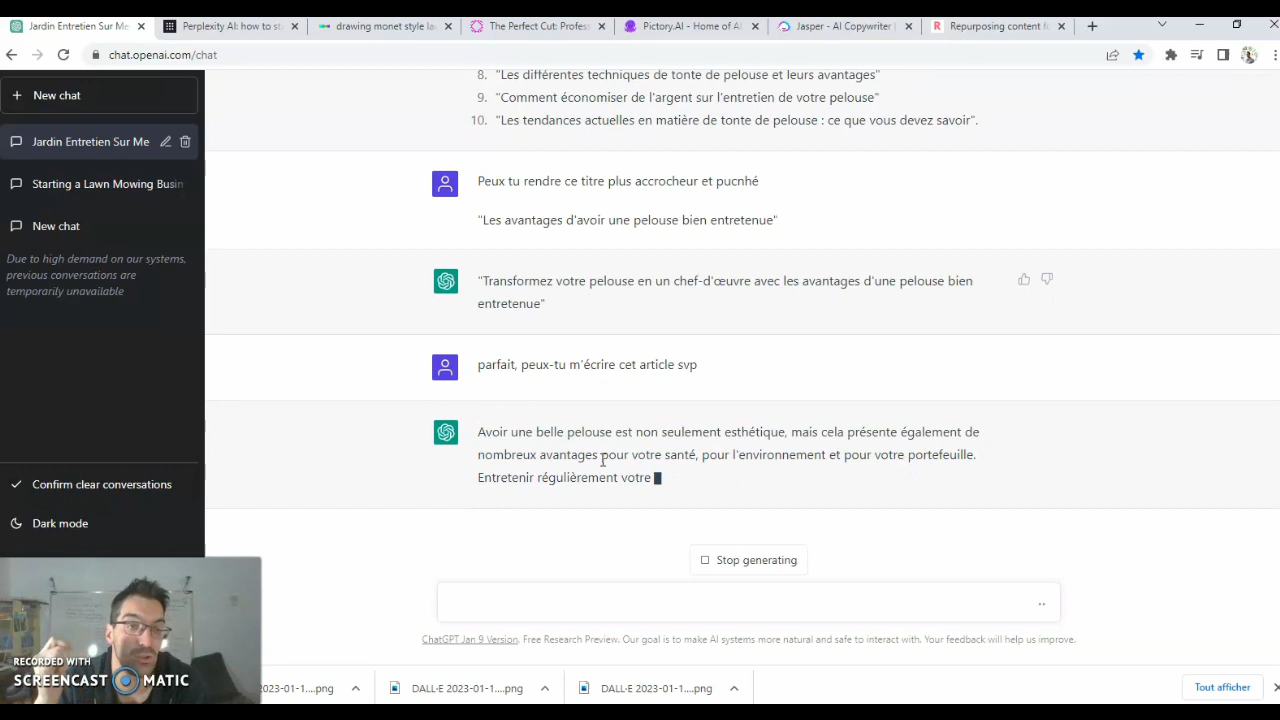 Jardin Entretien Sur Me
Perplexity AI: how to st
drawing monet style la
The Perfect Cut: Profess
Pictory.AI - Home of AI
Jasper - AI Copywriter
Repurposing content fo
chat.openai.com/chat
New chat
Jardin Entretien Sur Me
Starting a Lawn Mowing Busin
New chat
Due to high demand on our systems,
previous conversations are
temporarily unavailable
Confirm clear conversations
Dark mode
8. "Les différentes techniques de tonte de pelouse et leurs avantages"
9. "Comment économiser de l'argent sur l'entretien de votre pelouse"
10. "Les tendances actuelles en matière de tonte de pelouse : ce que vous devez savoir".
Peux tu rendre ce titre plus accrocheur et pucnhé
"Les avantages d'avoir une pelouse bien entretenue"
"Transformez votre pelouse en un chef-d'œuvre avec les avantages d'une pelouse bien
entretenue"
parfait, peux-tu m'écrire cet article svp
Avoir une belle pelouse est non seulement esthétique, mais cela présente également de
nombreux avantages pour votre santé, pour l'environnement et pour votre portefeuille.
Entretenir régulièrement votre
Stop generating
ChatGPT Jan 9 Version. Free Research Preview. Our goal is to make AI systems more natural and safe to interact with. Your feedback will help us improve.
RECORDED WITH
SCREENCAST MATIC
2023-01-1....png
DALL·E 2023-01-1....png
DALL·E 2023-01-1....png
Tout afficher